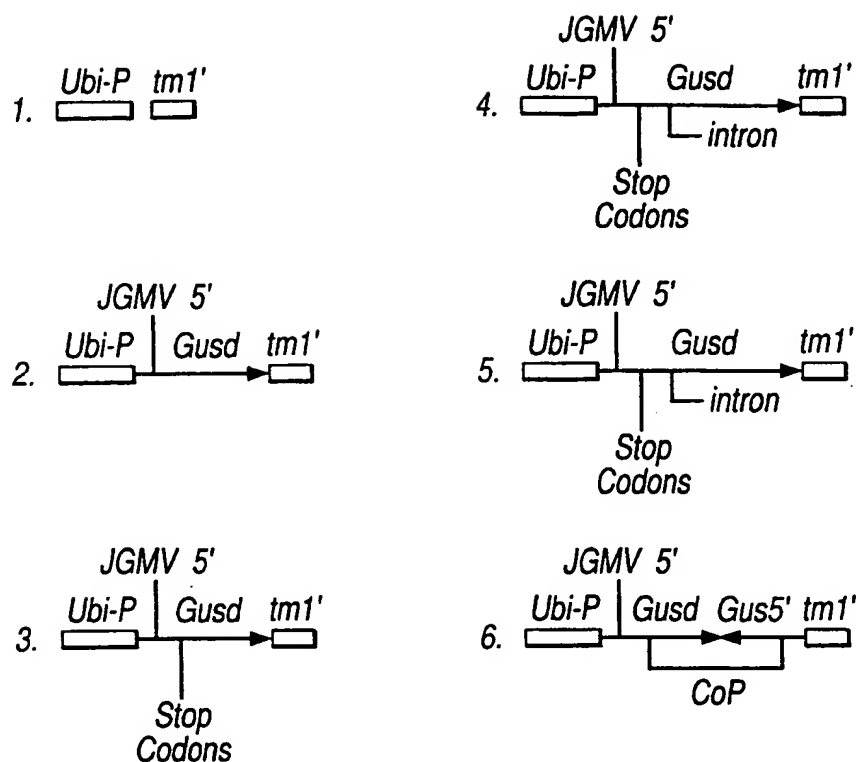 1. Ubi-P tm1'
2. JGMV 5'
Ubi-P Gusd tm1'
3. JGMV 5'
Ubi-P Gusd tm1'
Stop
Codons
4. JGMV 5'
Ubi-P Gusd tm1'
intron
Stop
Codons
5. JGMV 5'
Ubi-P Gusd tm1'
intron
Stop
Codons
6. JGMV 5'
Ubi-P Gusd Gus5' tm1'
CoP